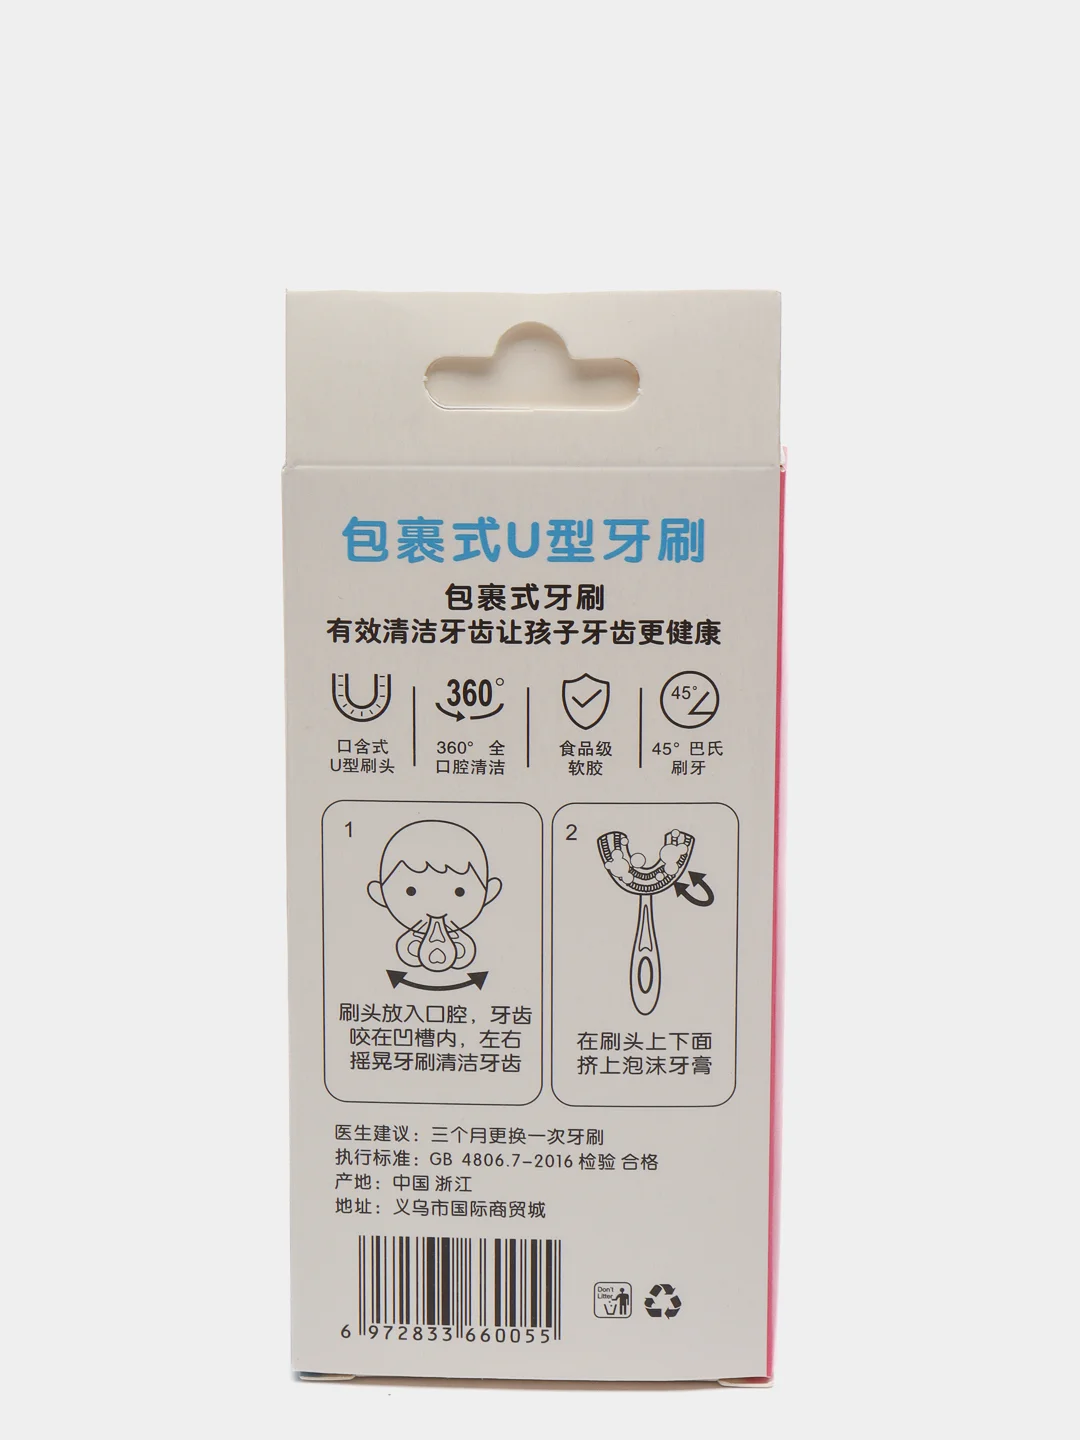 包裹式U型牙刷
包裹式牙刷
有效清洁牙齿让孩子牙齿更健康
360°
45°
口含式
U型刷头
360° 全
口腔清洁
食品级
软胶
45° 巴氏
刷牙
1
刷头放入口腔，牙齿
咬在凹槽内，左右
摇晃牙刷清洁牙齿
2
在刷头上下面
挤上泡沫牙膏
医生建议：三个月更换一次牙刷
执行标准：GB 4806.7-2016 检验 合格
产地：中国 浙江
地址：义乌市国际商贸城
Don't
Litter
6 972833 660055